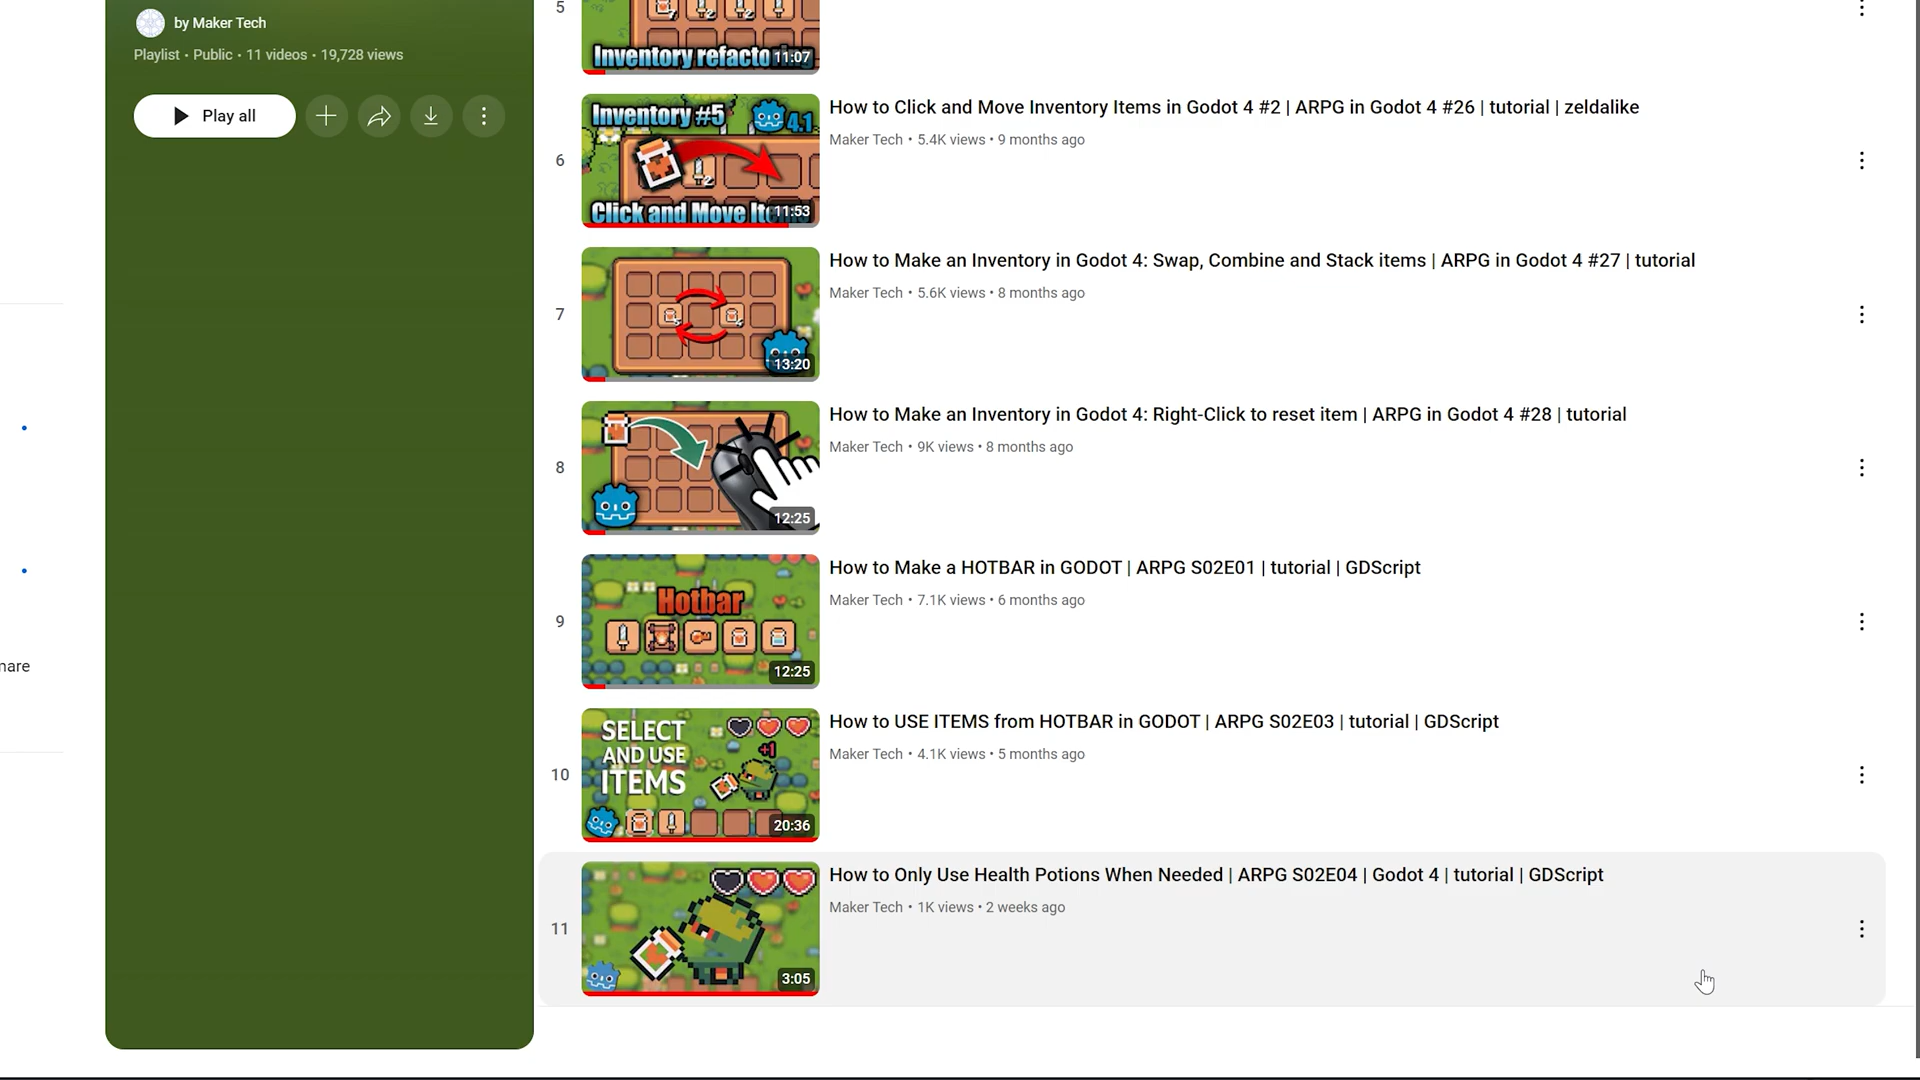 by Maker Tech
Playlist • Public • 11 videos • 19,728 views
Play all
mare
5
Inventory refacto
11:07
6
Inventory #5
4.1
2
Click and Move It
11:53
How to Click and Move Inventory Items in Godot 4 #2 | ARPG in Godot 4 #26 | tutorial | zeldalike
Maker Tech • 5.4K views • 9 months ago
7
13:20
How to Make an Inventory in Godot 4: Swap, Combine and Stack items | ARPG in Godot 4 #27 | tutorial
Maker Tech • 5.6K views • 8 months ago
8
12:25
How to Make an Inventory in Godot 4: Right-Click to reset item | ARPG in Godot 4 #28 | tutorial
Maker Tech • 9K views • 8 months ago
9
Hotbar
12:25
How to Make a HOTBAR in GODOT | ARPG S02E01 | tutorial | GDScript
Maker Tech • 7.1K views • 6 months ago
10
SELECT
AND USE
ITEMS
+1
20:36
How to USE ITEMS from HOTBAR in GODOT | ARPG S02E03 | tutorial | GDScript
Maker Tech • 4.1K views • 5 months ago
11
3:05
How to Only Use Health Potions When Needed | ARPG S02E04 | Godot 4 | tutorial | GDScript
Maker Tech • 1K views • 2 weeks ago